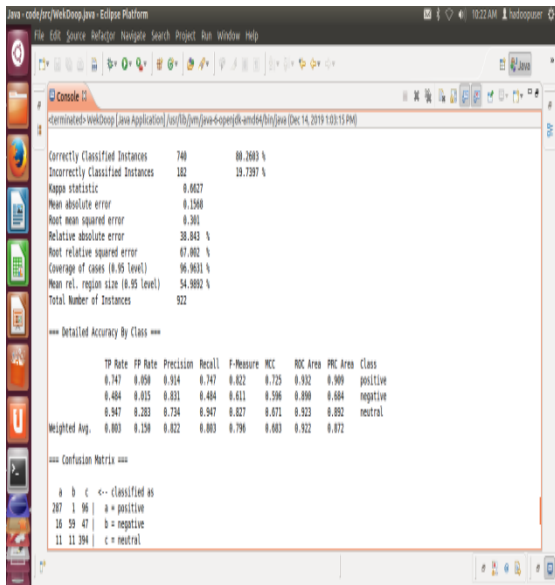 Java - code/src/WekDoop.java - Eclipse Platform
10:22 AM hadoopuser
File Edit Source Refactor Navigate Search Project Run Window Help
Java
Console
<terminated> WekDoop [Java Application] /usr/lib/jvm/java-6-openjdk-amd64/bin/java (Dec 14, 2019 1:03:15 PM)
Correctly Classified Instances 740 80.2603 %
Incorrectly Classified Instances 182 19.7397 %
Kappa statistic 0.6627
Mean absolute error 0.1560
Root mean squared error 0.301
Relative absolute error 38.843 %
Root relative squared error 67.002 %
Coverage of cases (0.95 level) 96.9631 %
Mean rel. region size (0.95 level) 54.9892 %
Total Number of Instances 922
=== Detailed Accuracy By Class ===
TP Rate FP Rate Precision Recall F-Measure MCC ROC Area PRC Area Class
0.747 0.050 0.914 0.747 0.822 0.725 0.932 0.909 positive
0.484 0.015 0.831 0.484 0.611 0.596 0.890 0.684 negative
0.947 0.283 0.734 0.947 0.827 0.671 0.923 0.892 neutral
Weighted Avg. 0.803 0.150 0.822 0.803 0.796 0.683 0.922 0.872
=== Confusion Matrix ===
a b c <-- classified as
287 1 96 | a = positive
16 59 47 | b = negative
11 11 394 | c = neutral